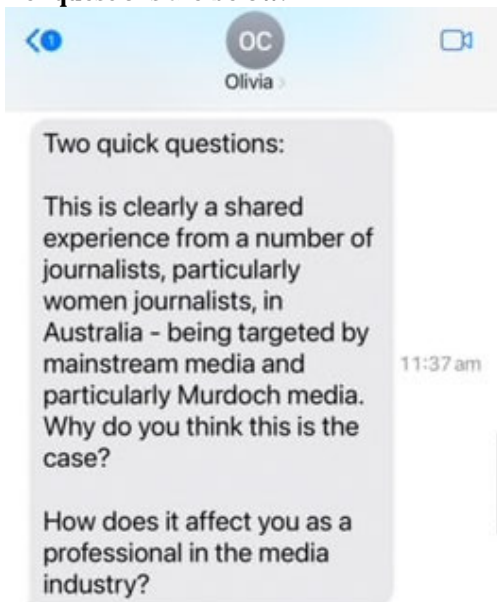 1
OC
Olivia
Two quick questions:
This is clearly a shared
experience from a number of
journalists, particularly
women journalists, in
Australia - being targeted by
mainstream media and
particularly Murdoch media.
Why do you think this is the
case?
11:37 am
How does it affect you as a
professional in the media
industry?